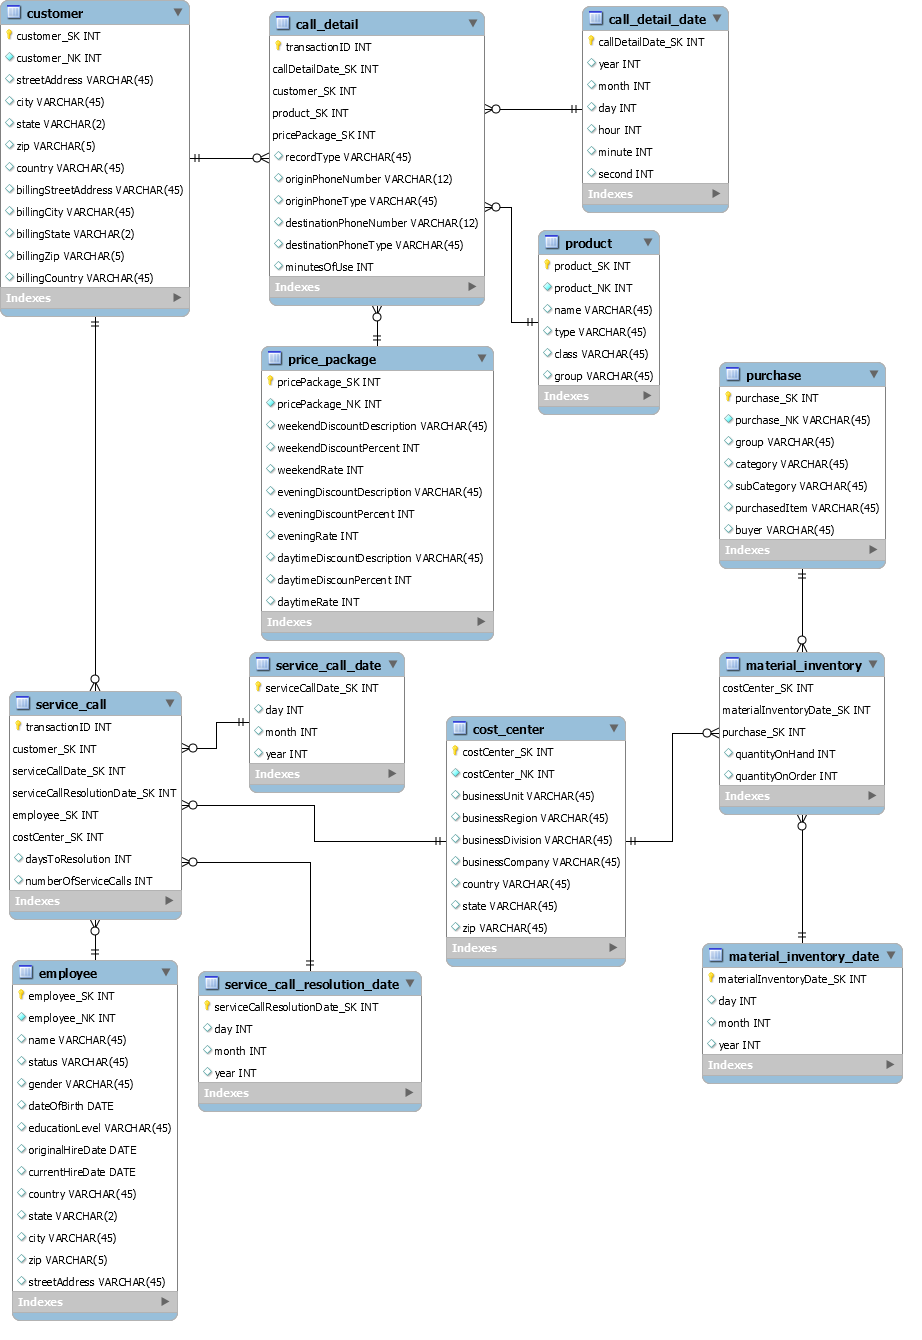 customer
customer_SK INT
customer_NK INT
streetAddress VARCHAR(45)
city VARCHAR(45)
state VARCHAR(2)
zip VARCHAR(5)
country VARCHAR(45)
billingStreetAddress VARCHAR(45)
billingCity VARCHAR(45)
billingState VARCHAR(2)
billingZip VARCHAR(5)
billingCountry VARCHAR(45)
Indexes
call_detail
transactionID INT
callDetailDate_SK INT
customer_SK INT
product_SK INT
pricePackage_SK INT
recordType VARCHAR(45)
originPhoneNumber VARCHAR(12)
originPhoneType VARCHAR(45)
destinationPhoneNumber VARCHAR(12)
destinationPhoneType VARCHAR(45)
minutesOfUse INT
Indexes
call_detail_date
callDetailDate_SK INT
year INT
month INT
day INT
hour INT
minute INT
second INT
Indexes
product
product_SK INT
product_NK INT
name VARCHAR(45)
type VARCHAR(45)
class VARCHAR(45)
group VARCHAR(45)
Indexes
price_package
pricePackage_SK INT
pricePackage_NK INT
weekendDiscountDescription VARCHAR(45)
weekendDiscountPercent INT
weekendRate INT
eveningDiscountDescription VARCHAR(45)
eveningDiscountPercent INT
eveningRate INT
daytimeDiscountDescription VARCHAR(45)
daytimeDiscounPercent INT
daytimeRate INT
Indexes
purchase
purchase_SK INT
purchase_NK VARCHAR(45)
group VARCHAR(45)
category VARCHAR(45)
subCategory VARCHAR(45)
purchasedItem VARCHAR(45)
buyer VARCHAR(45)
Indexes
service_call
transactionID INT
customer_SK INT
serviceCallDate_SK INT
serviceCallResolutionDate_SK INT
employee_SK INT
costCenter_SK INT
daysToResolution INT
numberOfServiceCalls INT
Indexes
service_call_date
serviceCallDate_SK INT
day INT
month INT
year INT
Indexes
cost_center
costCenter_SK INT
costCenter_NK INT
businessUnit VARCHAR(45)
businessRegion VARCHAR(45)
businessDivision VARCHAR(45)
businessCompany VARCHAR(45)
country VARCHAR(45)
state VARCHAR(45)
zip VARCHAR(45)
Indexes
material_inventory
costCenter_SK INT
materialInventoryDate_SK INT
purchase_SK INT
quantityOnHand INT
quantityOnOrder INT
Indexes
employee
employee_SK INT
employee_NK INT
name VARCHAR(45)
status VARCHAR(45)
gender VARCHAR(45)
dateOfBirth DATE
educationLevel VARCHAR(45)
originalHireDate DATE
currentHireDate DATE
country VARCHAR(45)
state VARCHAR(2)
city VARCHAR(45)
zip VARCHAR(5)
streetAddress VARCHAR(45)
Indexes
service_call_resolution_date
serviceCallResolutionDate_SK INT
day INT
month INT
year INT
Indexes
material_inventory_date
materialInventoryDate_SK INT
day INT
month INT
year INT
Indexes